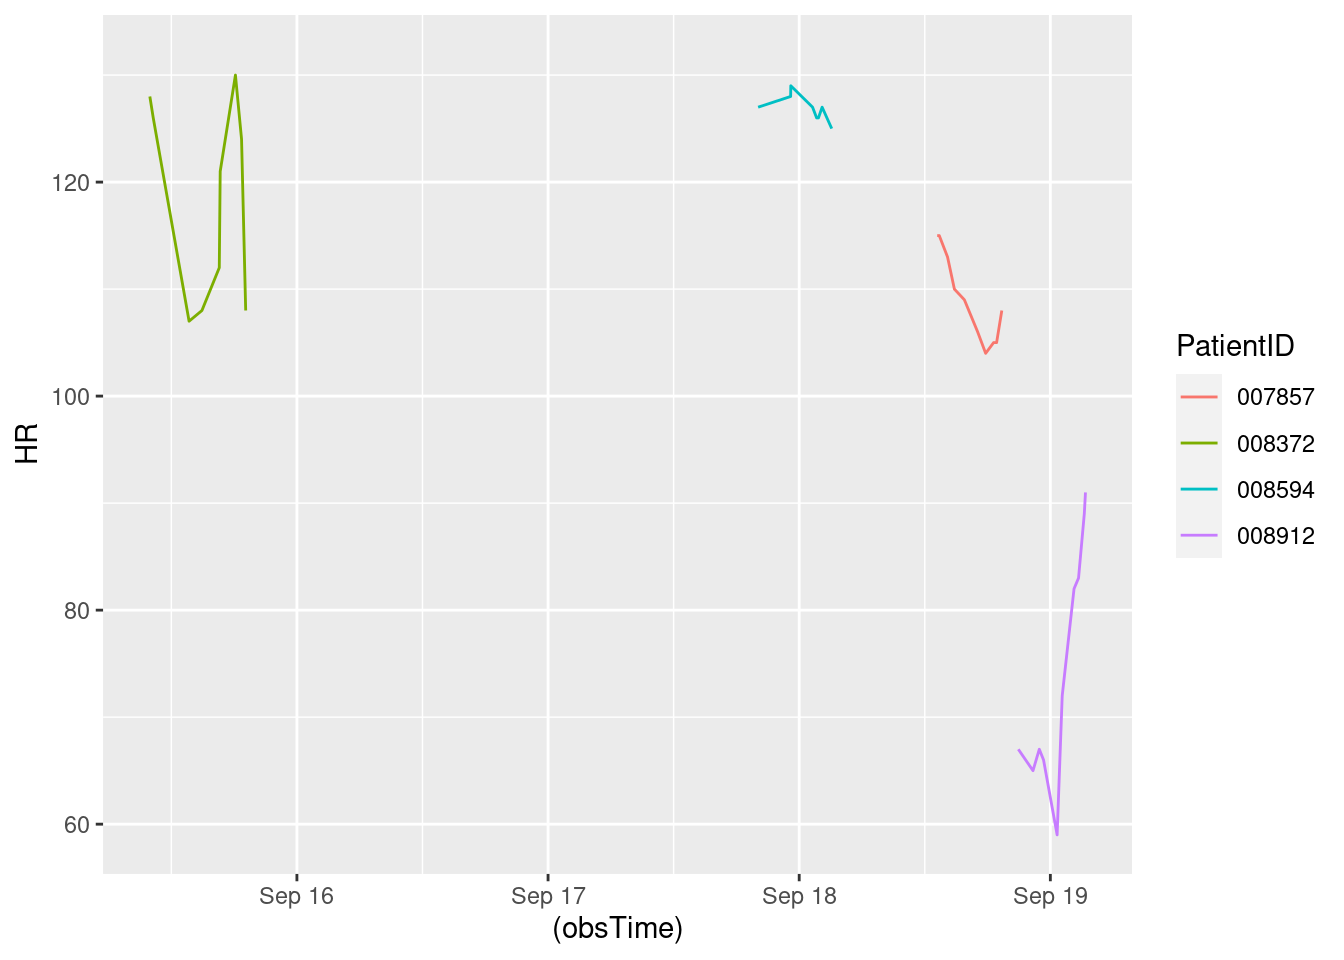 120
100
80
60
HR
Sep 16
Sep 17
Sep 18
Sep 19
(obsTime)
PatientID
007857
008372
008594
008912